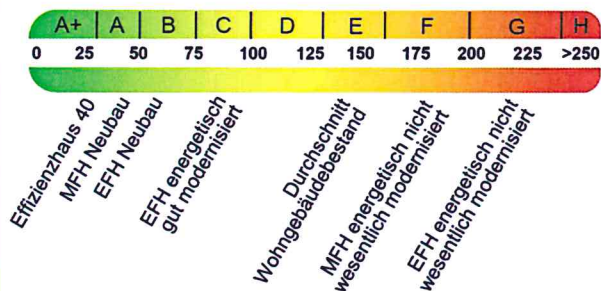 A+ A B C D E F G H
0 25 50 75 100 125 150 175 200 225 >250
Effizienzhaus 40
MFH Neubau
EFH Neubau
EFH energetisch
gut modernisiert
Durchschnitt
Wohngebäudebestand
MFH energetisch nicht
wesentlich modernisiert
EFH energetisch nicht
wesentlich modernisiert